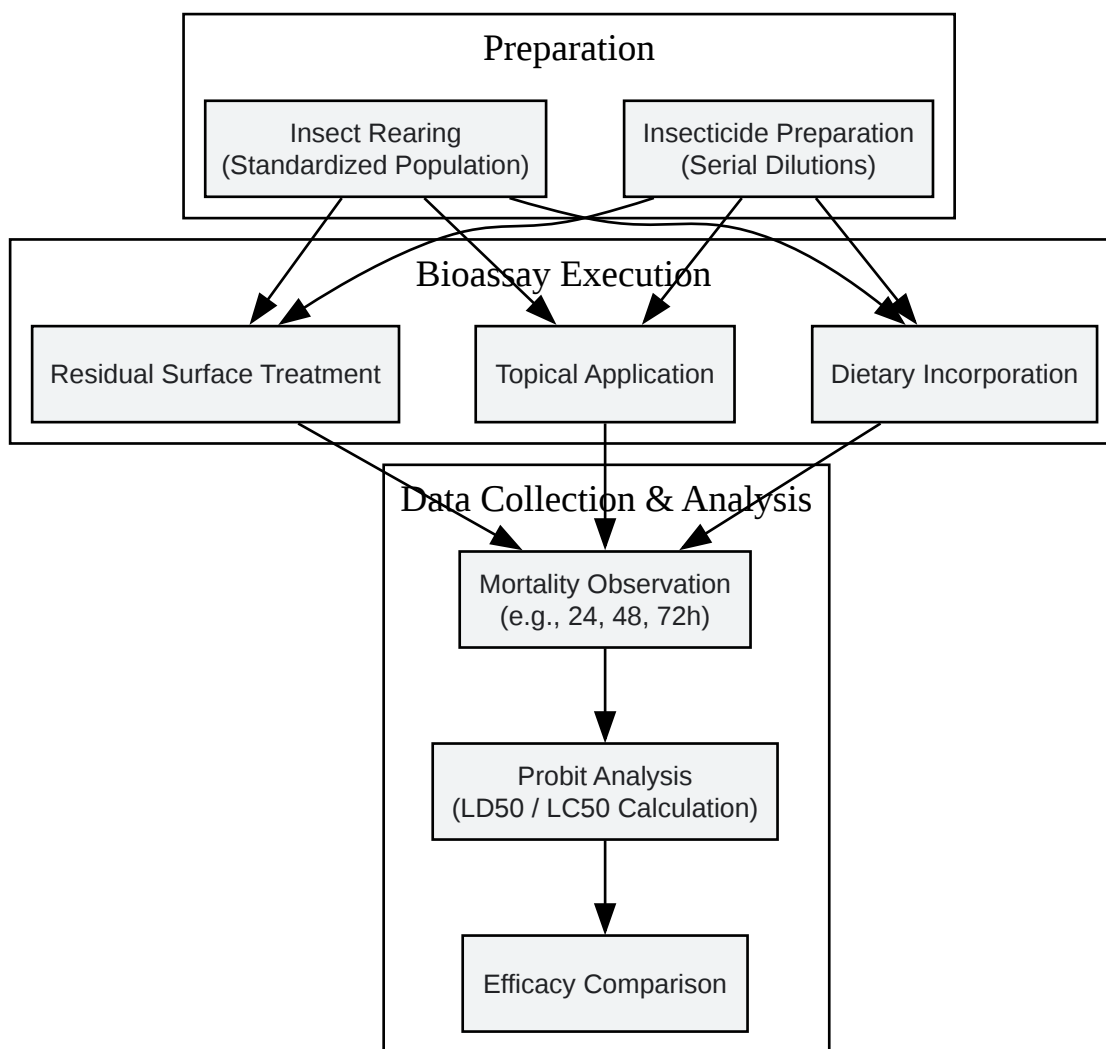 Preparation
Insect Rearing
(Standardized Population)
Insecticide Preparation
(Serial Dilutions)
Bioassay Execution
Residual Surface Treatment
Topical Application
Dietary Incorporation
Data Collection & Analysis
Mortality Observation
(e.g., 24, 48, 72h)
Probit Analysis
(LD50 / LC50 Calculation)
Efficacy Comparison